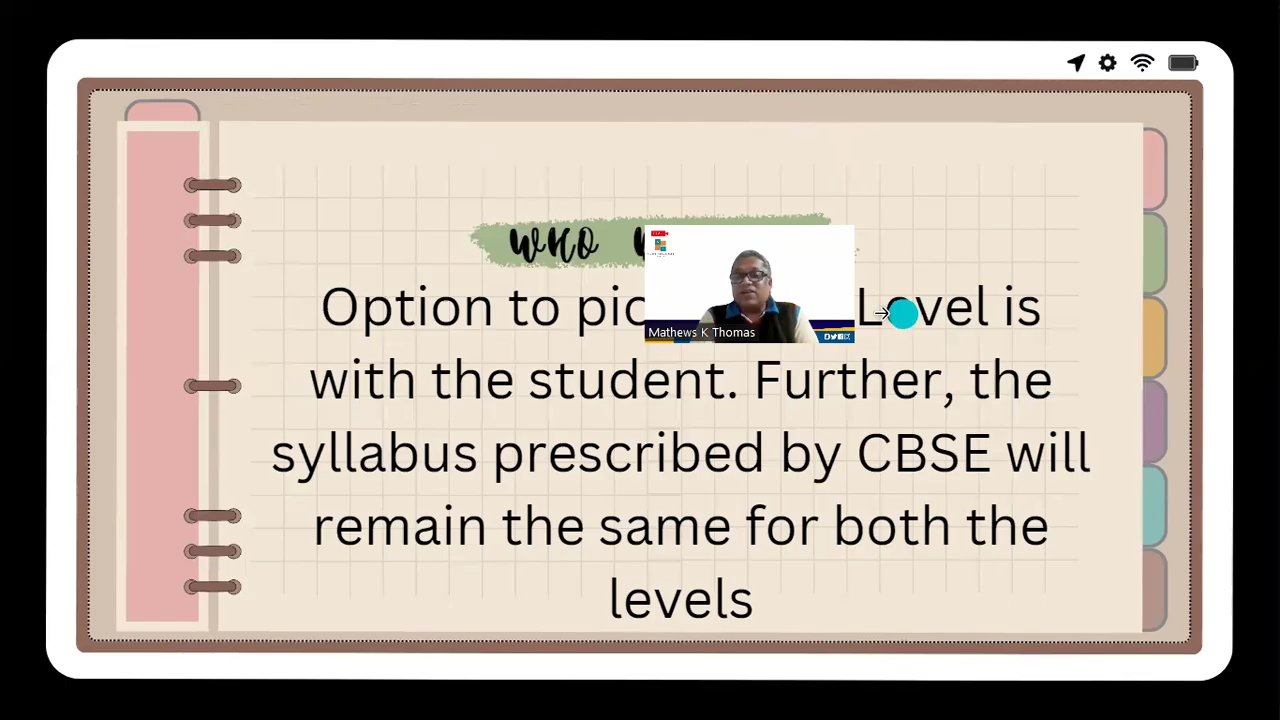 WHO
Option to Level is
Mathews K Thomas
with the student. Further, the
syllabus prescribed by CBSE will
remain the same for both the
levels